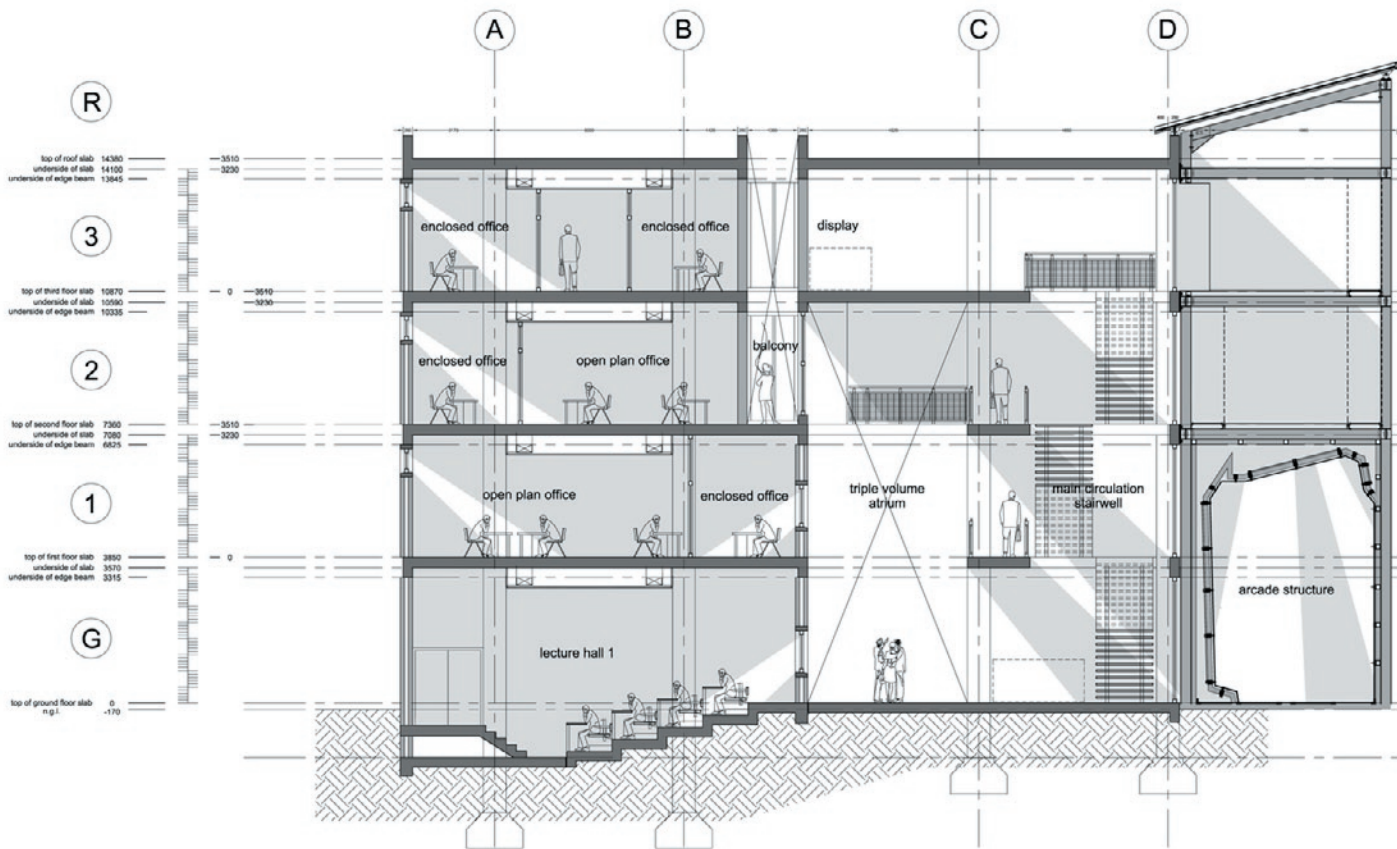 A B C D
R
top of roof slab 14380 3510
underside of slab 14100 3230
underside of edge beam 13845
3
enclosed office enclosed office display
top of third floor slab 10870 0 3510
underside of slab 10590 3230
underside of edge beam 10335
2
enclosed office open plan office balcony
top of second floor slab 7360 3510
underside of slab 7080 3230
underside of edge beam 6825
1
open plan office enclosed office triple volume main circulation
atrium stairwell
top of first floor slab 3850 0
underside of slab 3570
underside of edge beam 3315
arcade structure
G
lecture hall 1
top of ground floor slab 0
n.g.l. -170